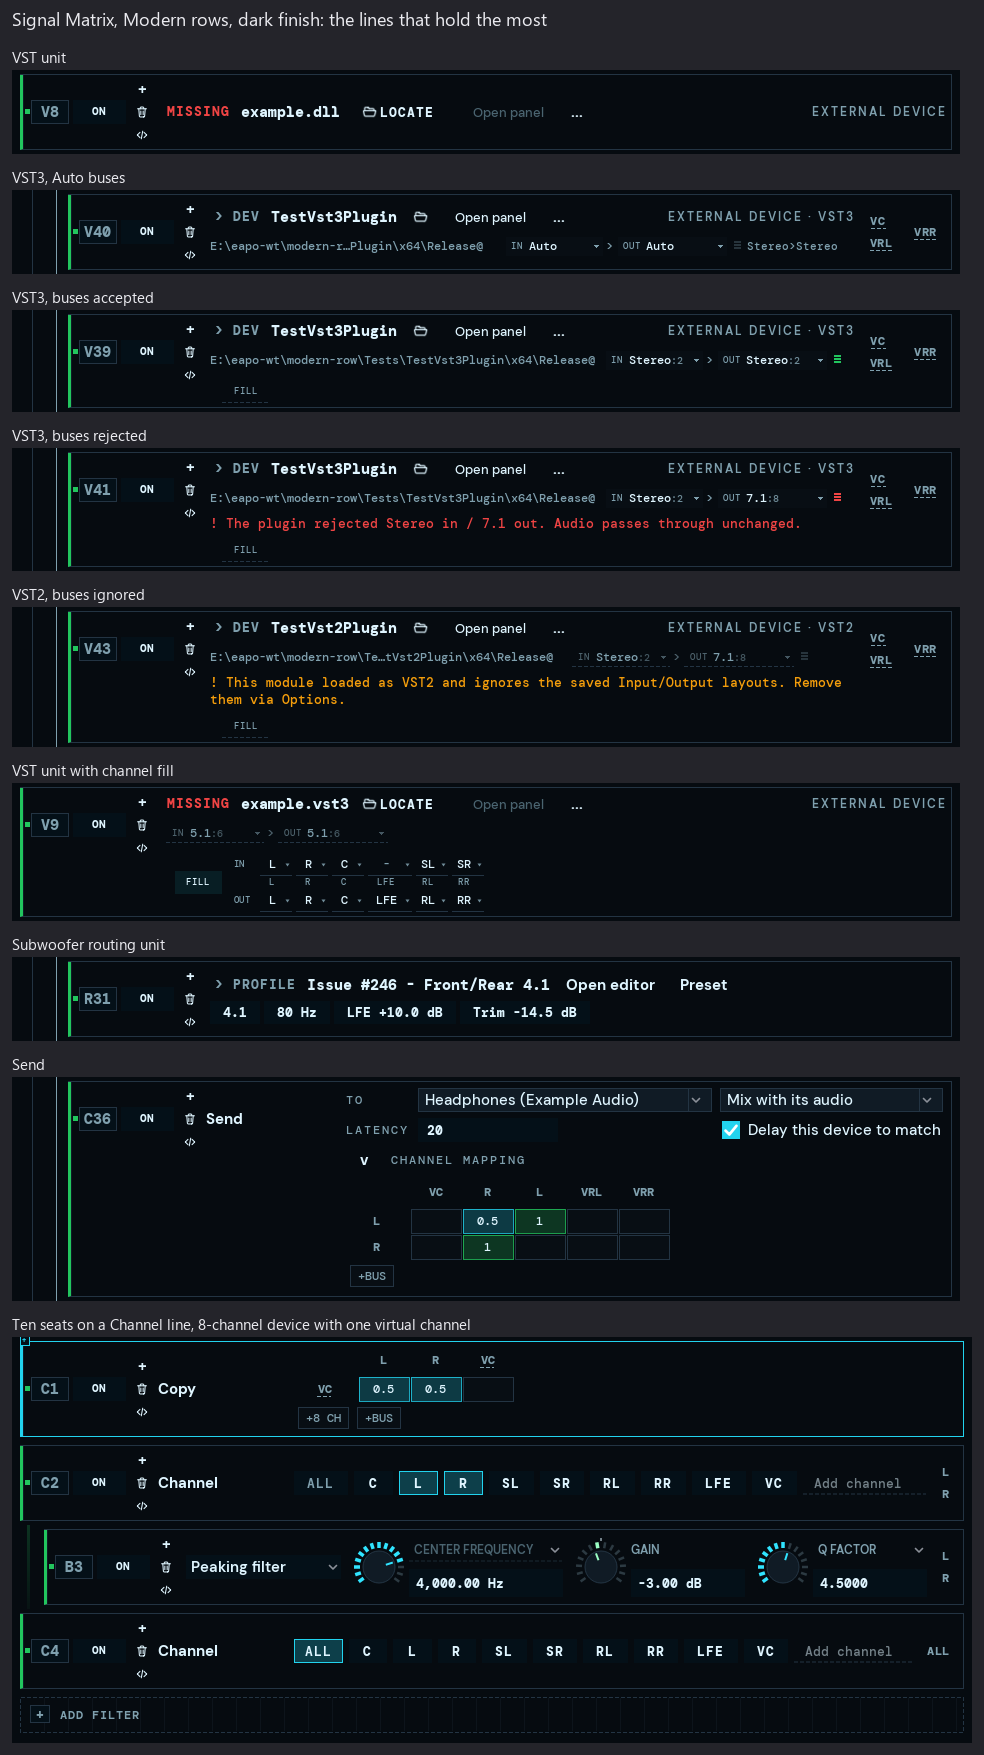 Signal Matrix, Modern rows, dark finish: the lines that hold the most
VST unit
V8 ON + MISSING example.dll LOCATE Open panel ... EXTERNAL DEVICE
VST3, Auto buses
V40 ON + > DEV TestVst3Plugin Open panel ... EXTERNAL DEVICE · VST3 VC VRL VRR
E:\eapo-wt\modern-r…Plugin\x64\Release@ IN Auto > OUT Auto Stereo>Stereo
VST3, buses accepted
V39 ON + > DEV TestVst3Plugin Open panel ... EXTERNAL DEVICE · VST3 VC VRL VRR
E:\eapo-wt\modern-row\Tests\TestVst3Plugin\x64\Release@ IN Stereo:2 > OUT Stereo:2
FILL
VST3, buses rejected
V41 ON + > DEV TestVst3Plugin Open panel ... EXTERNAL DEVICE · VST3 VC VRL VRR
E:\eapo-wt\modern-row\Tests\TestVst3Plugin\x64\Release@ IN Stereo:2 > OUT 7.1:8
! The plugin rejected Stereo in / 7.1 out. Audio passes through unchanged.
FILL
VST2, buses ignored
V43 ON + > DEV TestVst2Plugin Open panel ... EXTERNAL DEVICE · VST2 VC VRL VRR
E:\eapo-wt\modern-row\Te…tVst2Plugin\x64\Release@ IN Stereo:2 > OUT 7.1:8
! This module loaded as VST2 and ignores the saved Input/Output layouts. Remove
them via Options.
FILL
VST unit with channel fill
V9 ON + MISSING example.vst3 LOCATE Open panel ... EXTERNAL DEVICE
IN 5.1:6 > OUT 5.1:6
IN L R C - SL SR
FILL L R C LFE RL RR
OUT L R C LFE RL RR
Subwoofer routing unit
R31 ON + > PROFILE Issue #246 - Front/Rear 4.1 Open editor Preset
4.1 80 Hz LFE +10.0 dB Trim -14.5 dB
Send
C36 ON + Send TO Headphones (Example Audio) Mix with its audio
LATENCY 20 Delay this device to match
v CHANNEL MAPPING
VC R L VRL VRR
L 0.5 1
R 1
+BUS
Ten seats on a Channel line, 8-channel device with one virtual channel
L R VC
C1 ON + Copy VC 0.5 0.5
+8 CH +BUS
C2 ON + Channel ALL C L R SL SR RL RR LFE VC Add channel L R
B3 ON + Peaking filter CENTER FREQUENCY GAIN Q FACTOR L R
4,000.00 Hz -3.00 dB 4.5000
C4 ON + Channel ALL C L R SL SR RL RR LFE VC Add channel ALL
+ ADD FILTER